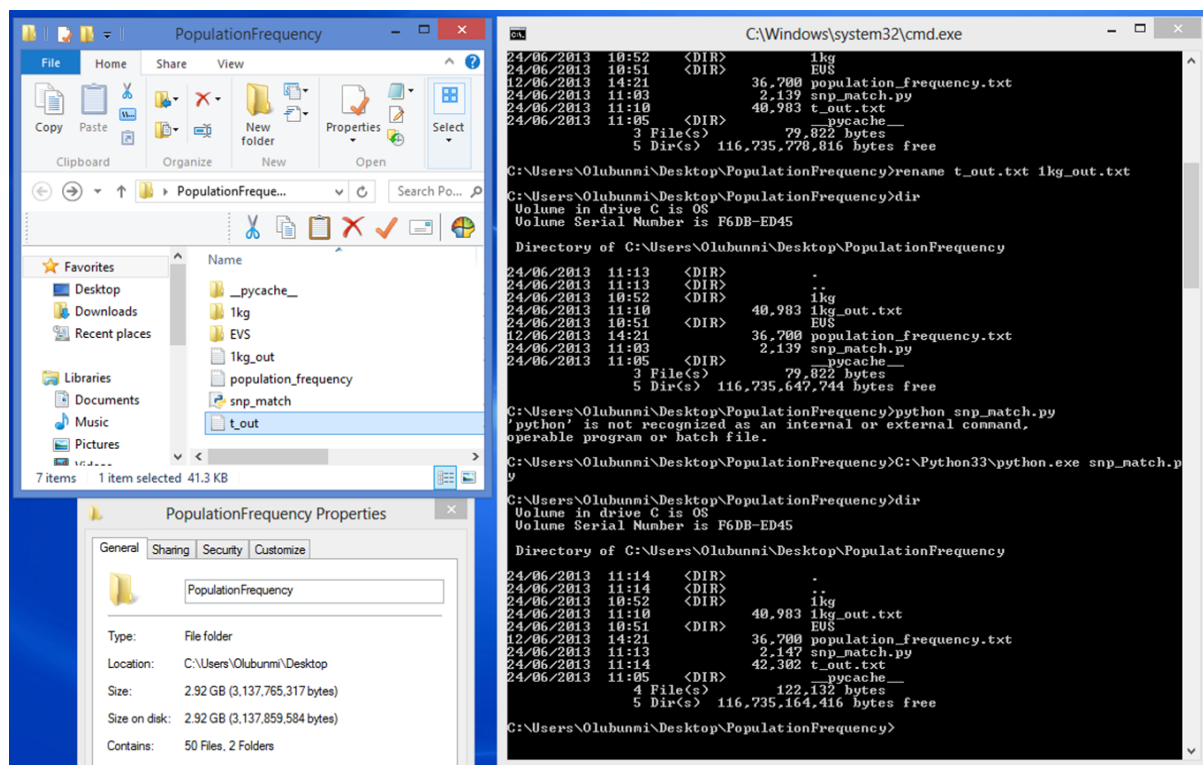 PopulationFrequency
File Home Share View
Copy Paste New folder Properties Select
Clipboard Organize New Open
PopulationFreque... Search Po...
Name
Favorites
Desktop
Downloads
Recent places
Libraries
Documents
Music
Pictures
__pycache__
1kg
EVS
1kg_out
population_frequency
snp_match
t_out
7 items 1 item selected 41.3 KB
PopulationFrequency Properties
General Sharing Security Customize
PopulationFrequency
Type: File folder
Location: C:\Users\Olubunmi\Desktop
Size: 2.92 GB (3,137,765,317 bytes)
Size on disk: 2.92 GB (3,137,859,584 bytes)
Contains: 50 Files, 2 Folders
C:\Windows\system32\cmd.exe
24/06/2013 10:52 <DIR> 1kg
24/06/2013 10:51 <DIR> EVS
12/06/2013 14:21 36,700 population_frequency.txt
24/06/2013 11:03 2,139 snp_match.py
24/06/2013 11:10 40,983 t_out.txt
24/06/2013 11:05 <DIR> __pycache__
3 File(s) 79,822 bytes
5 Dir(s) 116,735,778,816 bytes free
C:\Users\Olubunmi\Desktop\PopulationFrequency>rename t_out.txt 1kg_out.txt
C:\Users\Olubunmi\Desktop\PopulationFrequency>dir
Volume in drive C is OS
Volume Serial Number is F6DB-ED45
Directory of C:\Users\Olubunmi\Desktop\PopulationFrequency
24/06/2013 11:13 <DIR> .
24/06/2013 11:13 <DIR> ..
24/06/2013 10:52 <DIR> 1kg
24/06/2013 11:10 40,983 1kg_out.txt
24/06/2013 10:51 <DIR> EVS
12/06/2013 14:21 36,700 population_frequency.txt
24/06/2013 11:03 2,139 snp_match.py
24/06/2013 11:05 <DIR> __pycache__
3 File(s) 79,822 bytes
5 Dir(s) 116,735,647,744 bytes free
C:\Users\Olubunmi\Desktop\PopulationFrequency>python snp_match.py
'python' is not recognized as an internal or external command,
operable program or batch file.
C:\Users\Olubunmi\Desktop\PopulationFrequency>C:\Python33\python.exe snp_match.p
y
C:\Users\Olubunmi\Desktop\PopulationFrequency>dir
Volume in drive C is OS
Volume Serial Number is F6DB-ED45
Directory of C:\Users\Olubunmi\Desktop\PopulationFrequency
24/06/2013 11:14 <DIR> .
24/06/2013 11:14 <DIR> ..
24/06/2013 10:52 <DIR> 1kg
24/06/2013 11:10 40,983 1kg_out.txt
24/06/2013 10:51 <DIR> EVS
12/06/2013 14:21 36,700 population_frequency.txt
24/06/2013 11:13 2,147 snp_match.py
24/06/2013 11:14 42,302 t_out.txt
24/06/2013 11:05 <DIR> __pycache__
4 File(s) 122,132 bytes
5 Dir(s) 116,735,164,416 bytes free
C:\Users\Olubunmi\Desktop\PopulationFrequency>